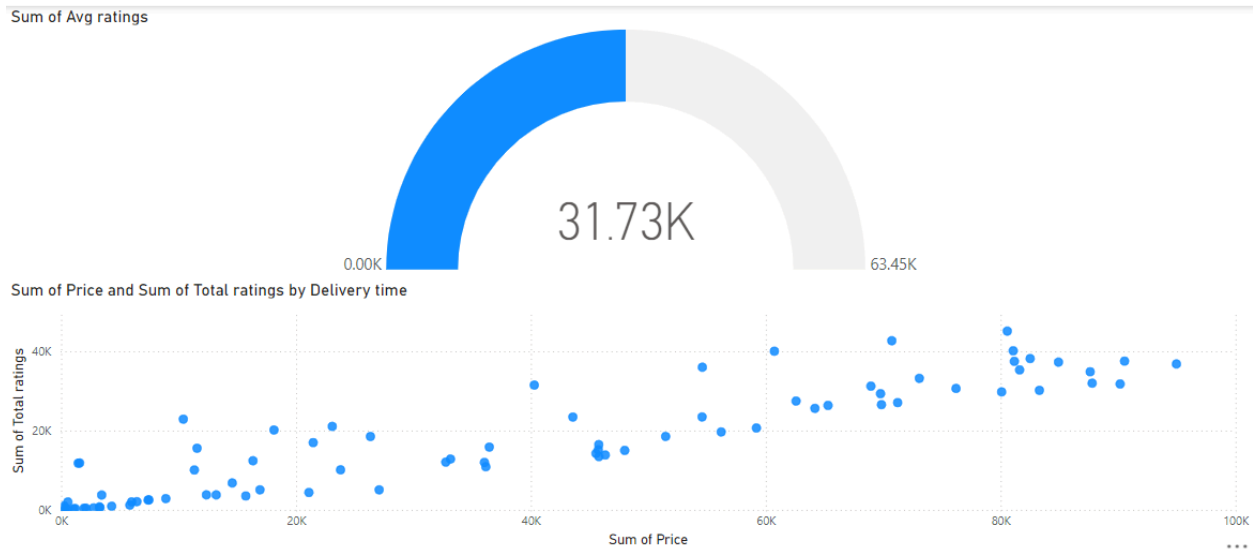 Sum of Avg ratings
31.73K
0.00K
63.45K
Sum of Price and Sum of Total ratings by Delivery time
Sum of Total ratings
40K
20K
0K
0K 20K 40K 60K 80K 100K
Sum of Price